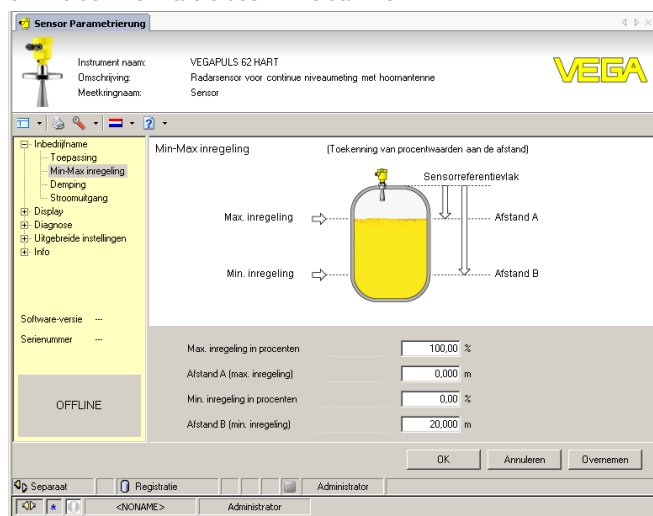 Sensor Parametrierung
Instrument naam: VEGAPULS 62 HART
Omschrijving: Radarsensor voor continue niveaumeting met hoornantenne
Meetkringnaam: Sensor
VEGA
Inbedrijfname
Toepassing
Min-Max inregeling
Demping
Stroomuitgang
Display
Diagnose
Uitgebreide instellingen
Info
Software-versie ---
Serienummer ---
OFFLINE
Min-Max inregeling (Toekenning van procentwaarden aan de afstand)
Sensorreferentievlak
Max. inregeling
Afstand A
Min. inregeling
Afstand B
Max. inregeling in procenten 100,00 %
Afstand A (max. inregeling) 0,000 m
Min. inregeling in procenten 0,00 %
Afstand B (min. inregeling) 20,000 m
OK Annuleren Overnemen
Separaat Registratie Administrator
<NONAME> Administrator